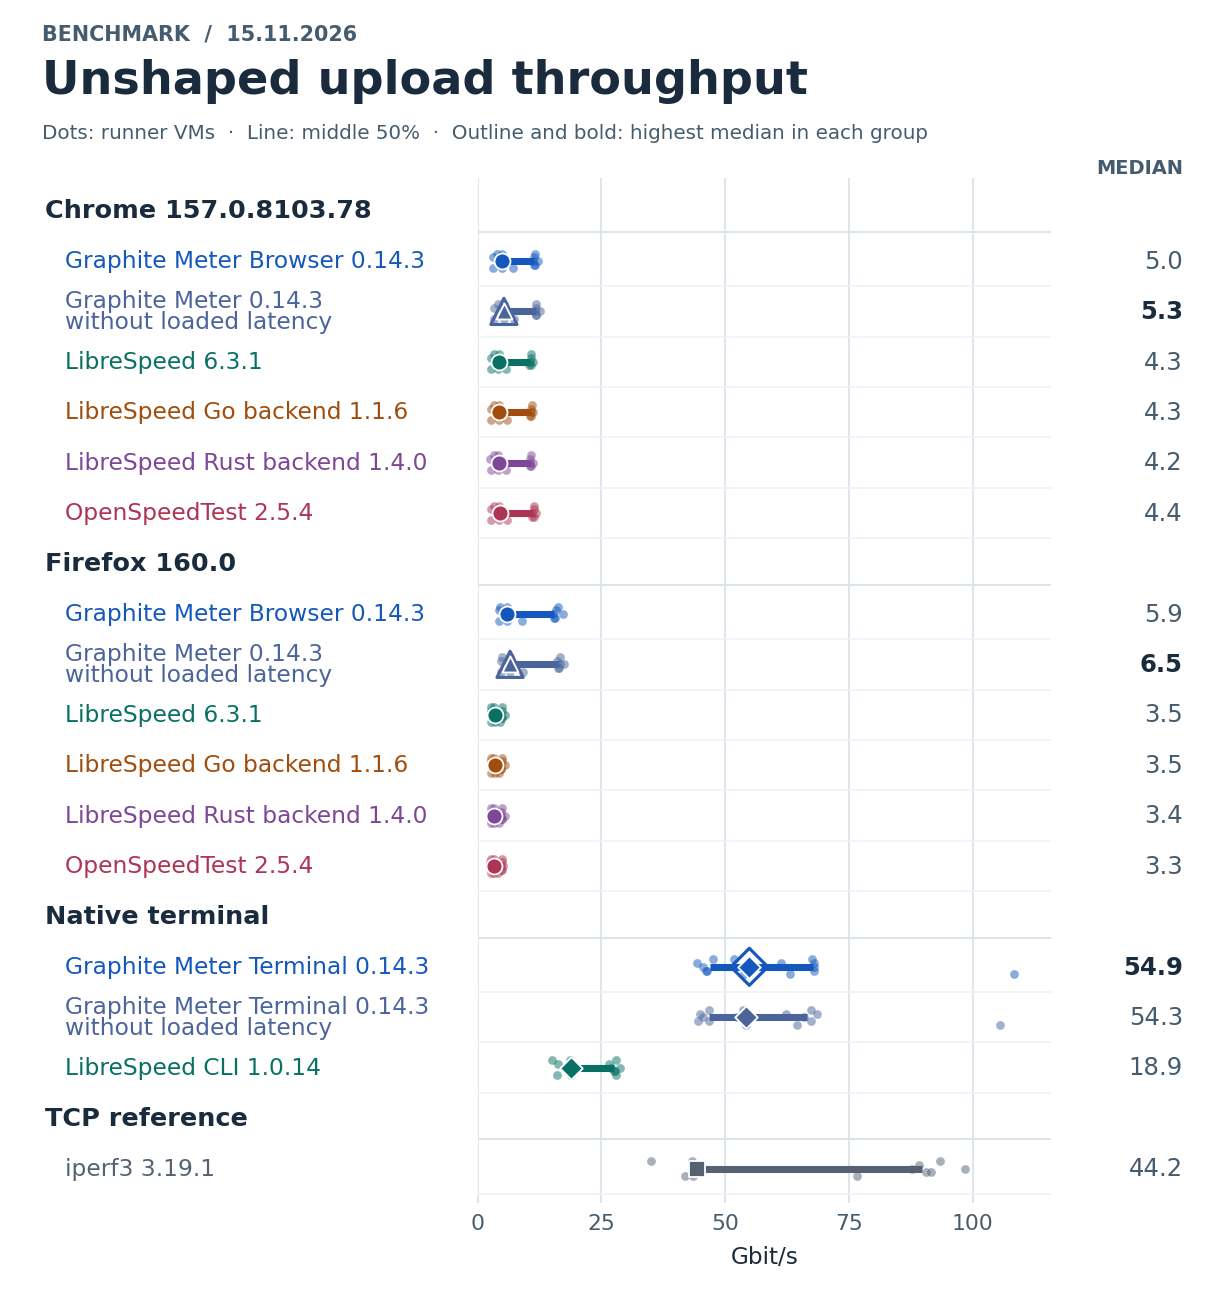 BENCHMARK / 15.11.2026
Unshaped upload throughput
Dots: runner VMs · Line: middle 50% · Outline and bold: highest median in each group
MEDIAN
Chrome 157.0.8103.78
Graphite Meter Browser 0.14.3 5.0
Graphite Meter 0.14.3
without loaded latency 5.3
LibreSpeed 6.3.1 4.3
LibreSpeed Go backend 1.1.6 4.3
LibreSpeed Rust backend 1.4.0 4.2
OpenSpeedTest 2.5.4 4.4
Firefox 160.0
Graphite Meter Browser 0.14.3 5.9
Graphite Meter 0.14.3
without loaded latency 6.5
LibreSpeed 6.3.1 3.5
LibreSpeed Go backend 1.1.6 3.5
LibreSpeed Rust backend 1.4.0 3.4
OpenSpeedTest 2.5.4 3.3
Native terminal
Graphite Meter Terminal 0.14.3 54.9
Graphite Meter Terminal 0.14.3
without loaded latency 54.3
LibreSpeed CLI 1.0.14 18.9
TCP reference
iperf3 3.19.1 44.2
0 25 50 75 100
Gbit/s